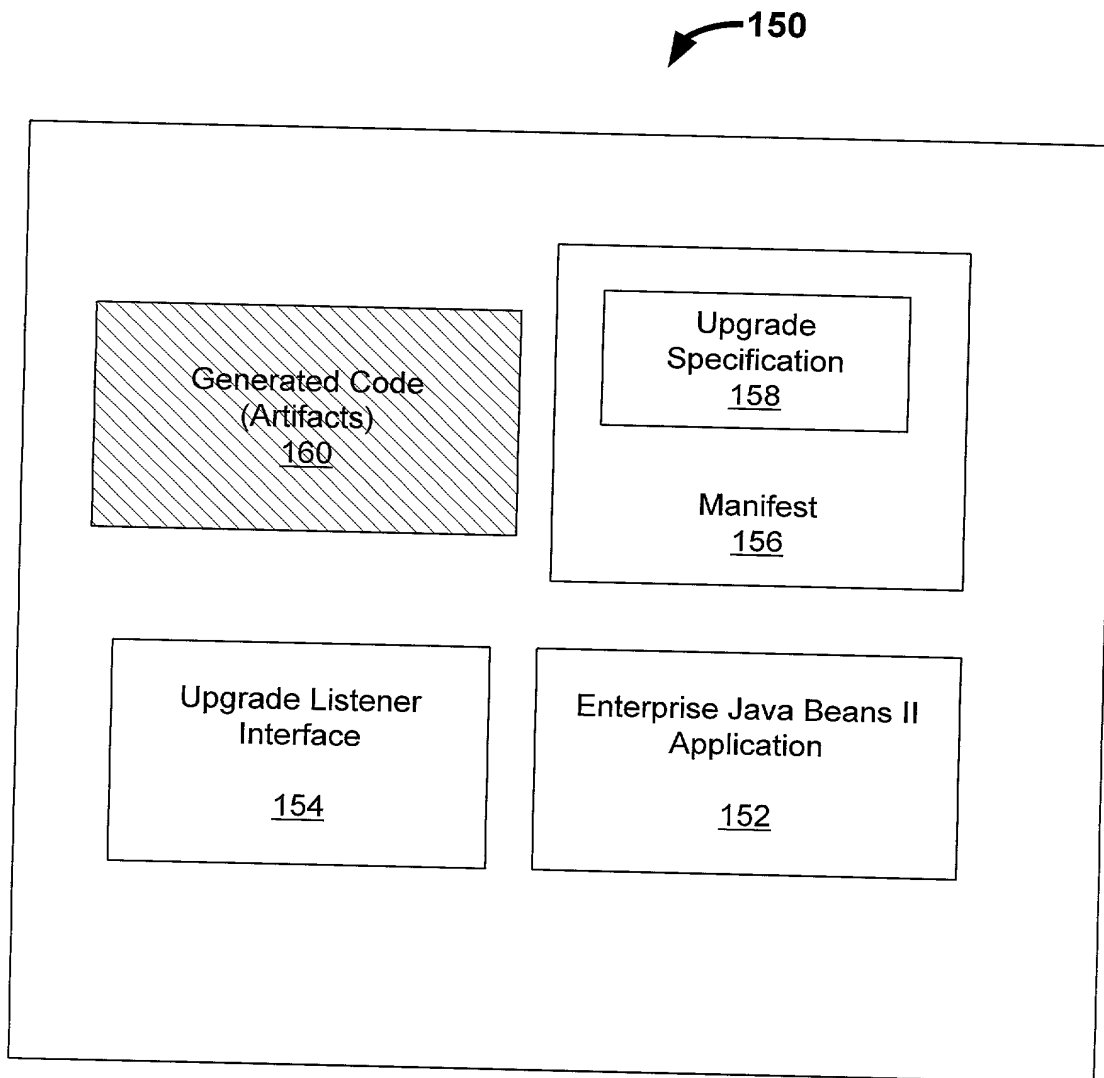 150
Generated Code
(Artifacts)
160
Upgrade
Specification
158
Manifest
156
Upgrade Listener
Interface
154
Enterprise Java Beans II
Application
152